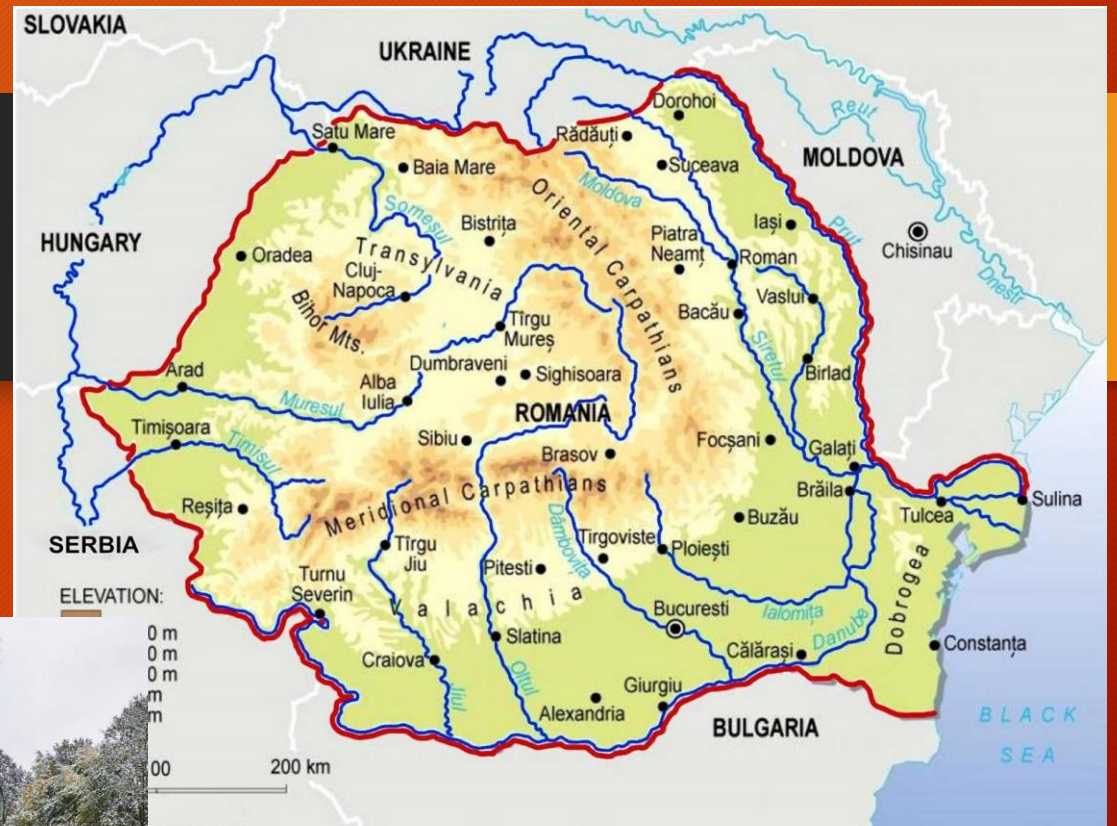 SLOVAKIA
UKRAINE
Dorohoi
Reut
Satu Mare
Rădăuți
MOLDOVA
Baia Mare
Suceava
Moldova
Someșul
Oriental Carpathians
Bistrița
Iași
Prut
HUNGARY
Transylvania
Piatra
Neamț
Chisinau
Oradea
Roman
Cluj-
Napoca
Dnestr
Vaslui
Bihor Mts.
Bacău
Tîrgu
Mureș
Siretul
Dumbraveni
Sighisoara
Birlad
Arad
Alba
Iulia
Muresul
ROMANIA
Timișoara
Timisul
Sibiu
Focșani
Brasov
Galați
Meridional Carpathians
Brăila
Reșița
Sulina
Tulcea
Buzău
Dâmbovița
SERBIA
Tîrgu
Jiu
Tirgoviste
Ploiești
Pitesti
ELEVATION:
Turnu
Severin
Valachia
Dobrogea
Bucuresti
Ialomița
0 m
Slatina
Danube
0 m
Craiova
Călărași
Constanța
0 m
Oltul
Jiul
Giurgiu
m
Alexandria
m
BULGARIA
BLACK
SEA
00
200 km